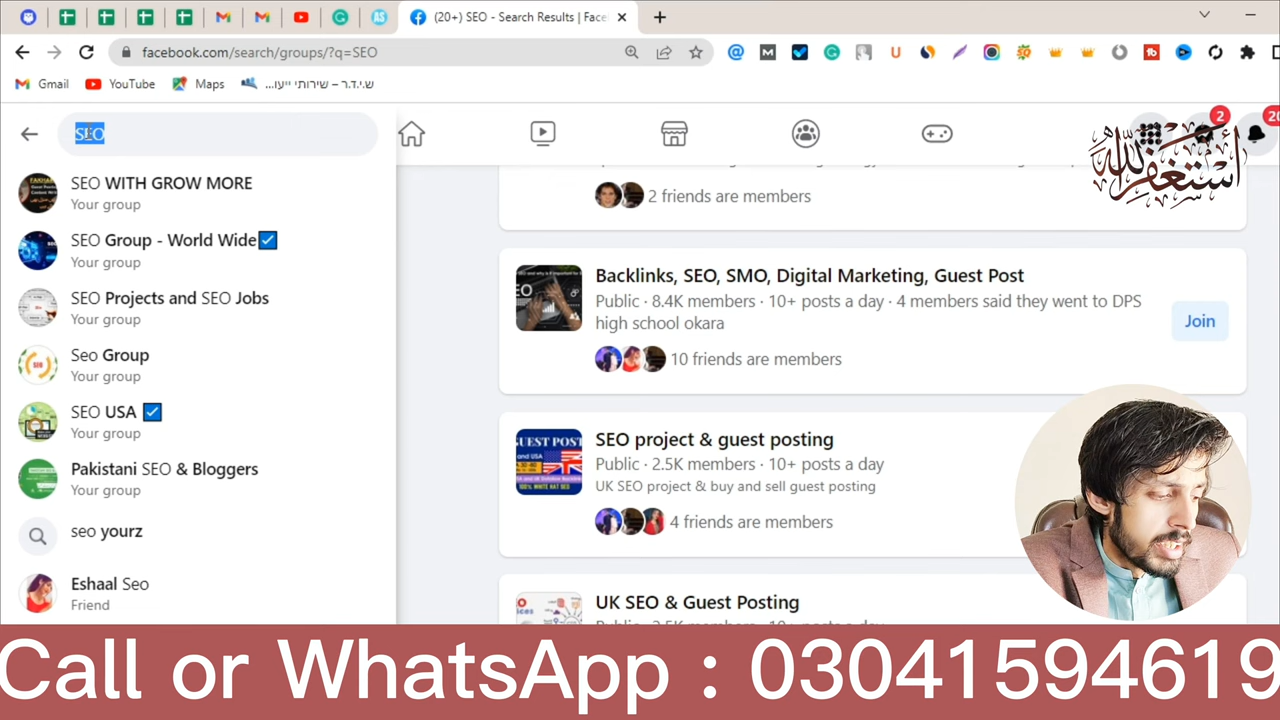 (20+) SEO - Search Results | Face
facebook.com/search/groups/?q=SEO
Gmail
YouTube
Maps
ש.י.ד.ר – שירותי ייעו...
SEO
2
20
أستغفر الله
SEO WITH GROW MORE
Your group
SEO Group - World Wide
Your group
SEO Projects and SEO Jobs
Your group
Seo Group
Your group
SEO USA
Your group
Pakistani SEO & Bloggers
Your group
seo yourz
Eshaal Seo
Friend
2 friends are members
Backlinks, SEO, SMO, Digital Marketing, Guest Post
Public · 8.4K members · 10+ posts a day · 4 members said they went to DPS
high school okara
Join
10 friends are members
SEO project & guest posting
Public · 2.5K members · 10+ posts a day
UK SEO project & buy and sell guest posting
4 friends are members
UK SEO & Guest Posting
Call or WhatsApp : 03041594619